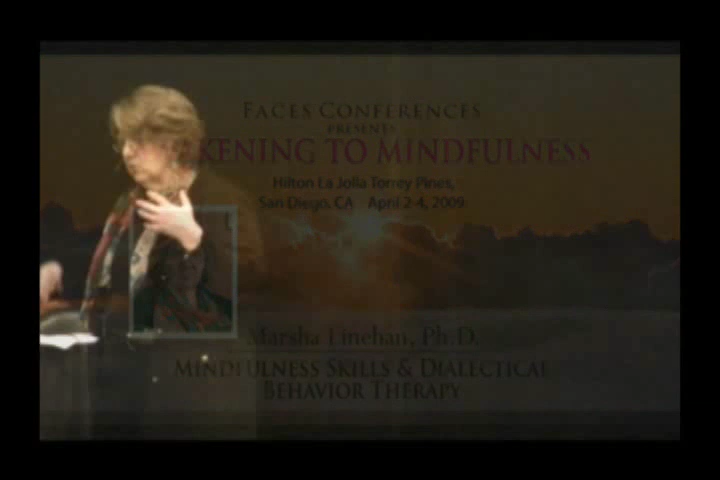 FACES CONFERENCES
PRESENTS
KENING TO MINDFULNESS
Hilton La Jolla Torrey Pines,
San Diego, CA April 2-4, 2009
Marsha Linehan, Ph.D.
MINDFULNESS SKILLS & DIALECTICAL
BEHAVIOR THERAPY